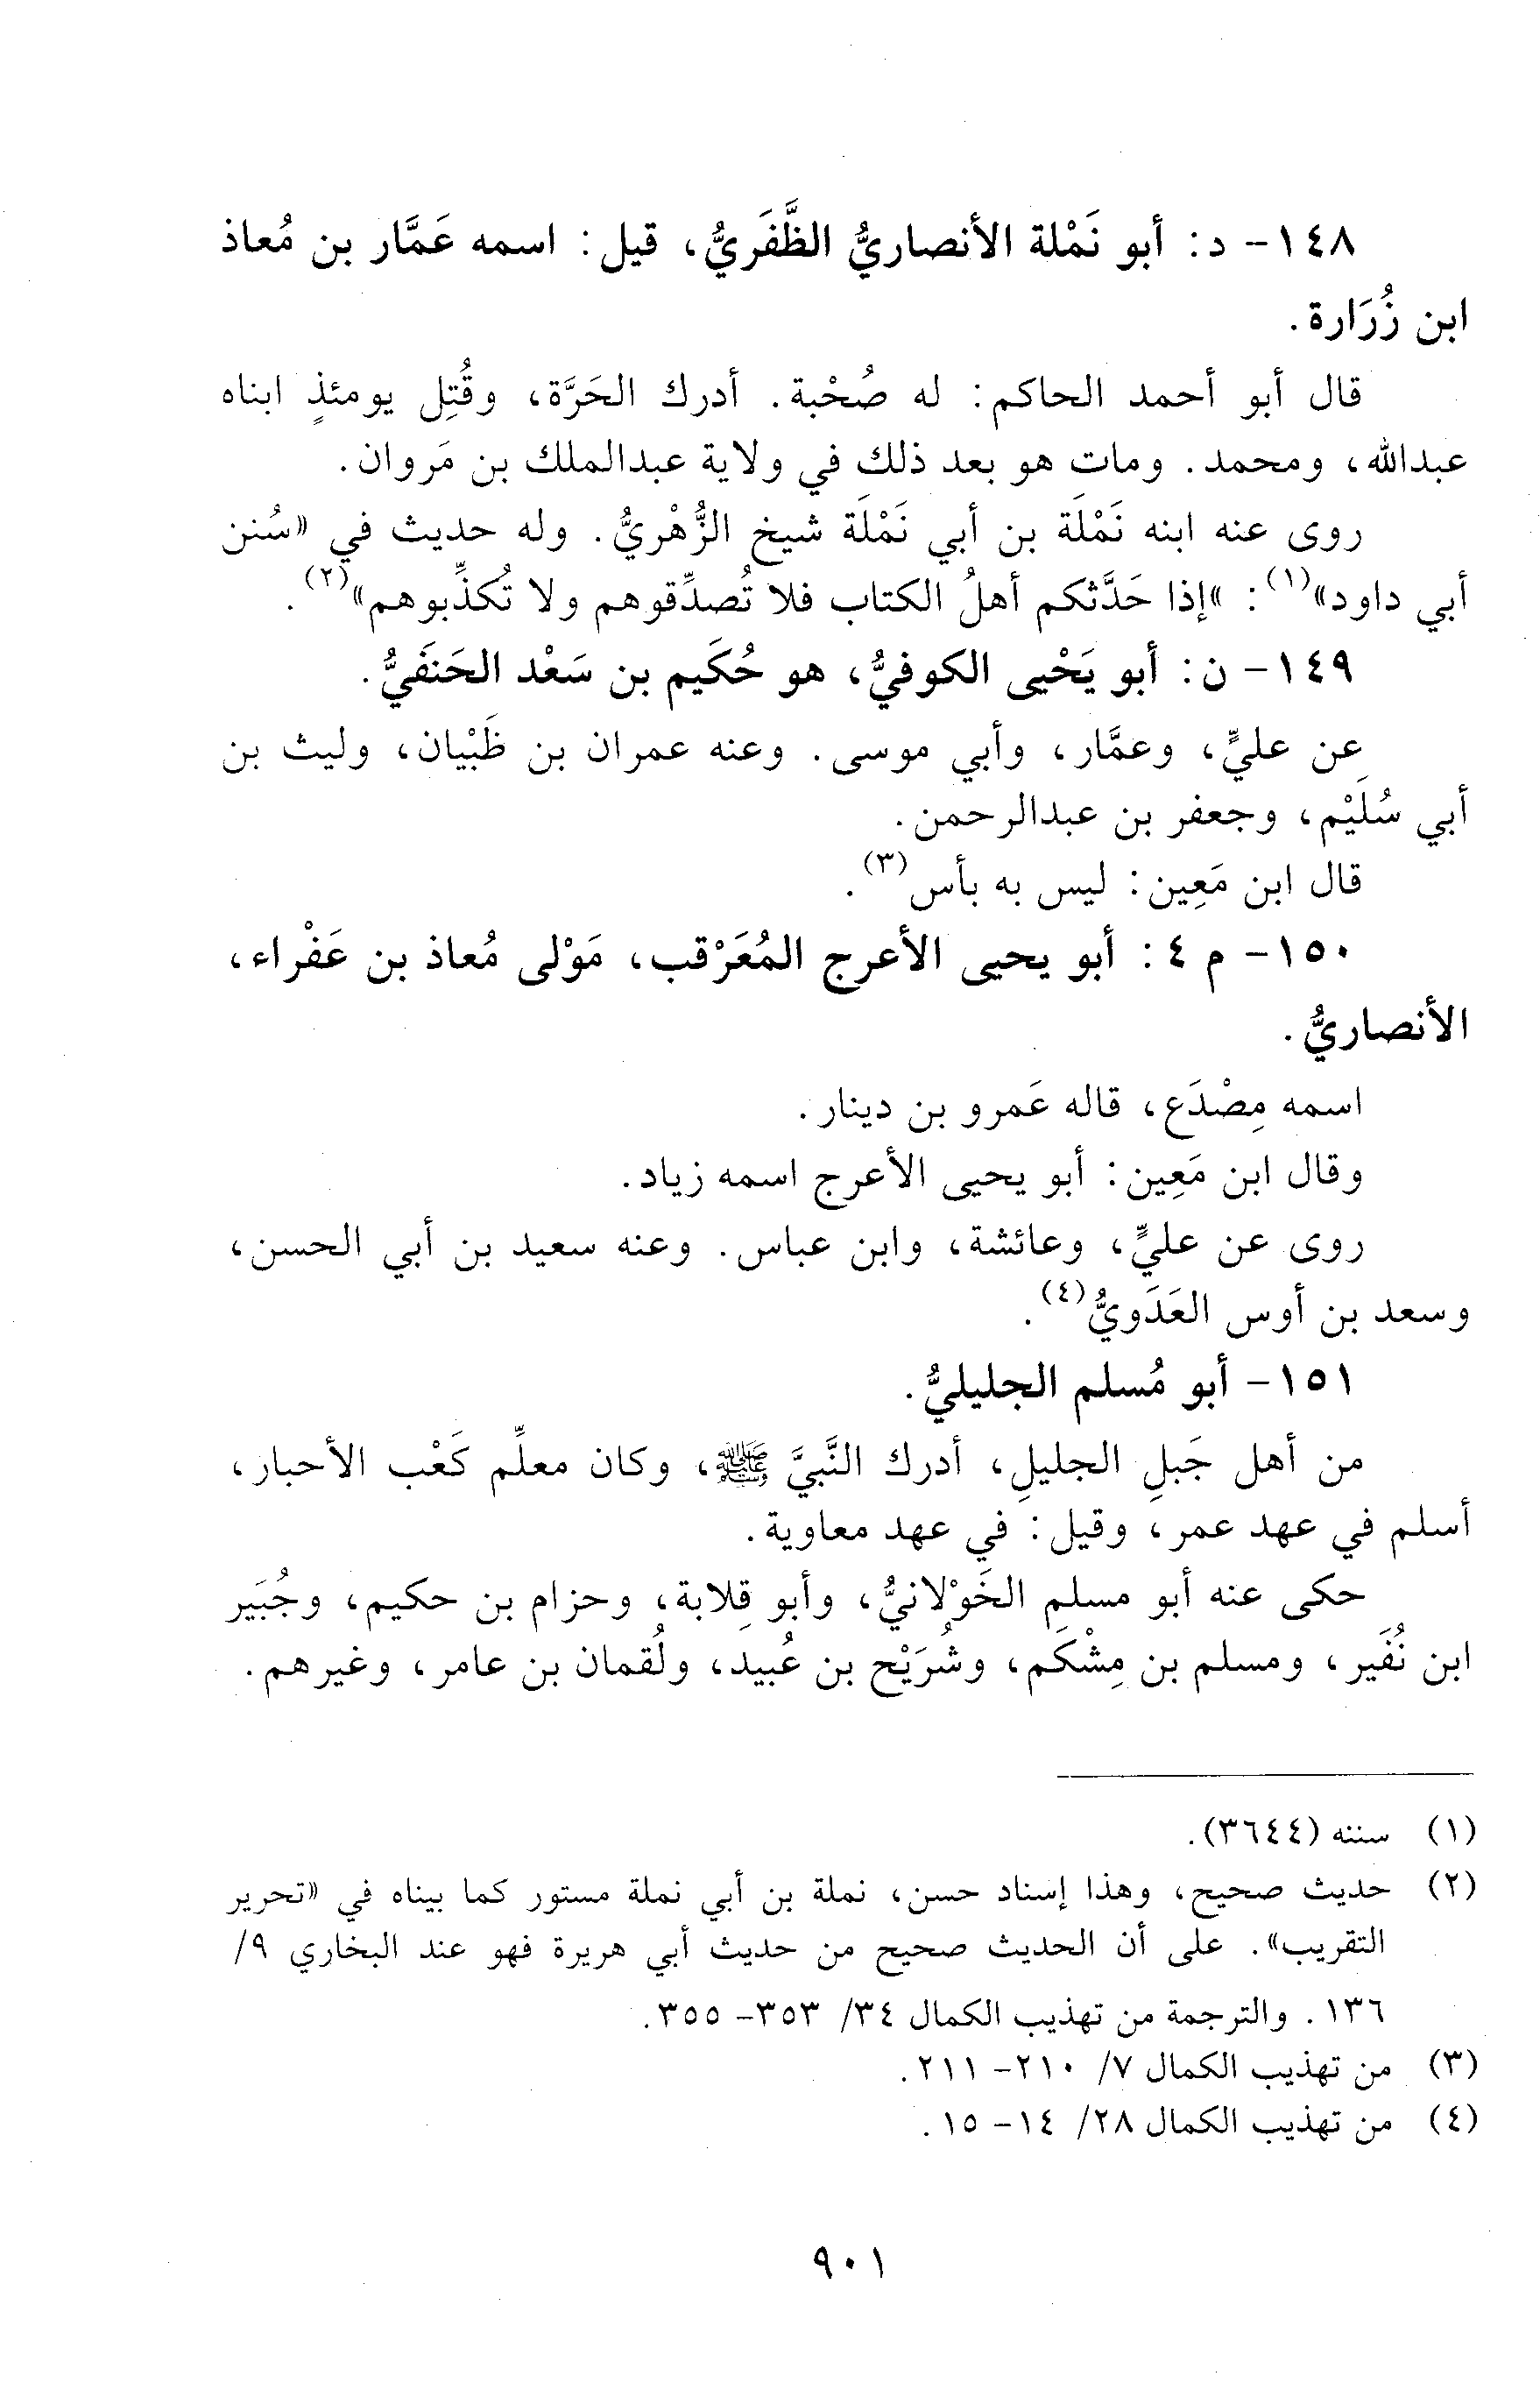 ١٤٨- د: أبو نَمْلة الأنصاريُّ الظَّفَريُّ، قيل: اسمه عَمَّار بن مُعاذ
ابن زُرَارة.
قال أبو أحمد الحاكم: له صُحْبة. أدرك الحَرَّة، وقُتِل يومئذٍ ابناه
عبدالله، ومحمد. ومات هو بعد ذلك في ولاية عبدالملك بن مَروان.
روى عنه ابنه نَمْلَة بن أبي نَمْلَة شيخ الزُّهْريُّ. وله حديث في «سُنن
أبي داود»(١): «إذا حَدَّثكم أهلُ الكتاب فلا تُصدِّقوهم ولا تُكذِّبوهم»(٢).
١٤٩- ن: أبو يَحْيى الكوفيُّ، هو حُكَيم بن سَعْد الحَنَفيُّ.
عن عليٍّ، وعمَّار، وأبي موسى. وعنه عمران بن ظَبْيان، وليث بن
أبي سُلَيْم، وجعفر بن عبدالرحمن.
قال ابن مَعِين: ليس به بأس(٣).
١٥٠- م ٤: أبو يحيى الأعرج المُعَرْقب، مَوْلى مُعاذ بن عَفْراء،
الأنصاريُّ.
اسمه مِصْدَع، قاله عَمرو بن دينار.
وقال ابن مَعِين: أبو يحيى الأعرج اسمه زياد.
روى عن عليٍّ، وعائشة، وابن عباس. وعنه سعيد بن أبي الحسن،
وسعد بن أوس العَدَويُّ(٤).
١٥١- أبو مُسلم الجليليُّ.
من أهل جَبلِ الجليلِ، أدرك النَّبيَّ ﷺ، وكان معلِّم كَعْب الأحبار،
أسلم في عهد عمر، وقيل: في عهد معاوية.
حكى عنه أبو مسلم الخَوْلانيُّ، وأبو قِلابة، وحزام بن حكيم، وجُبَير
ابن نُفَير، ومسلم بن مِشْكَم، وشُرَيْح بن عُبيد، ولُقمان بن عامر، وغيرهم.
(١) سننه (٣٦٤٤).
(٢) حديث صحيح، وهذا إسناد حسن، نملة بن أبي نملة مستور كما بيناه في «تحرير
التقريب». على أن الحديث صحيح من حديث أبي هريرة فهو عند البخاري ٩/
١٣٦. والترجمة من تهذيب الكمال ٣٤/ ٣٥٣- ٣٥٥.
(٣) من تهذيب الكمال ٧/ ٢١٠- ٢١١.
(٤) من تهذيب الكمال ٢٨/ ١٤- ١٥.
٩٠١